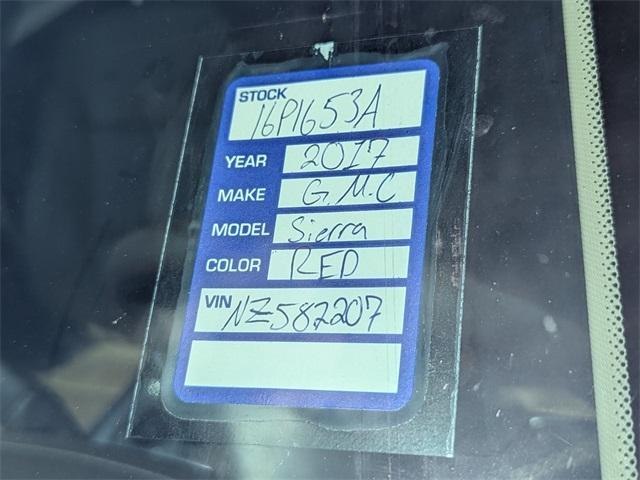 STOCK 16P1653A
YEAR 2017
MAKE G.M.C
MODEL Sierra
COLOR RED
VIN NZ582207